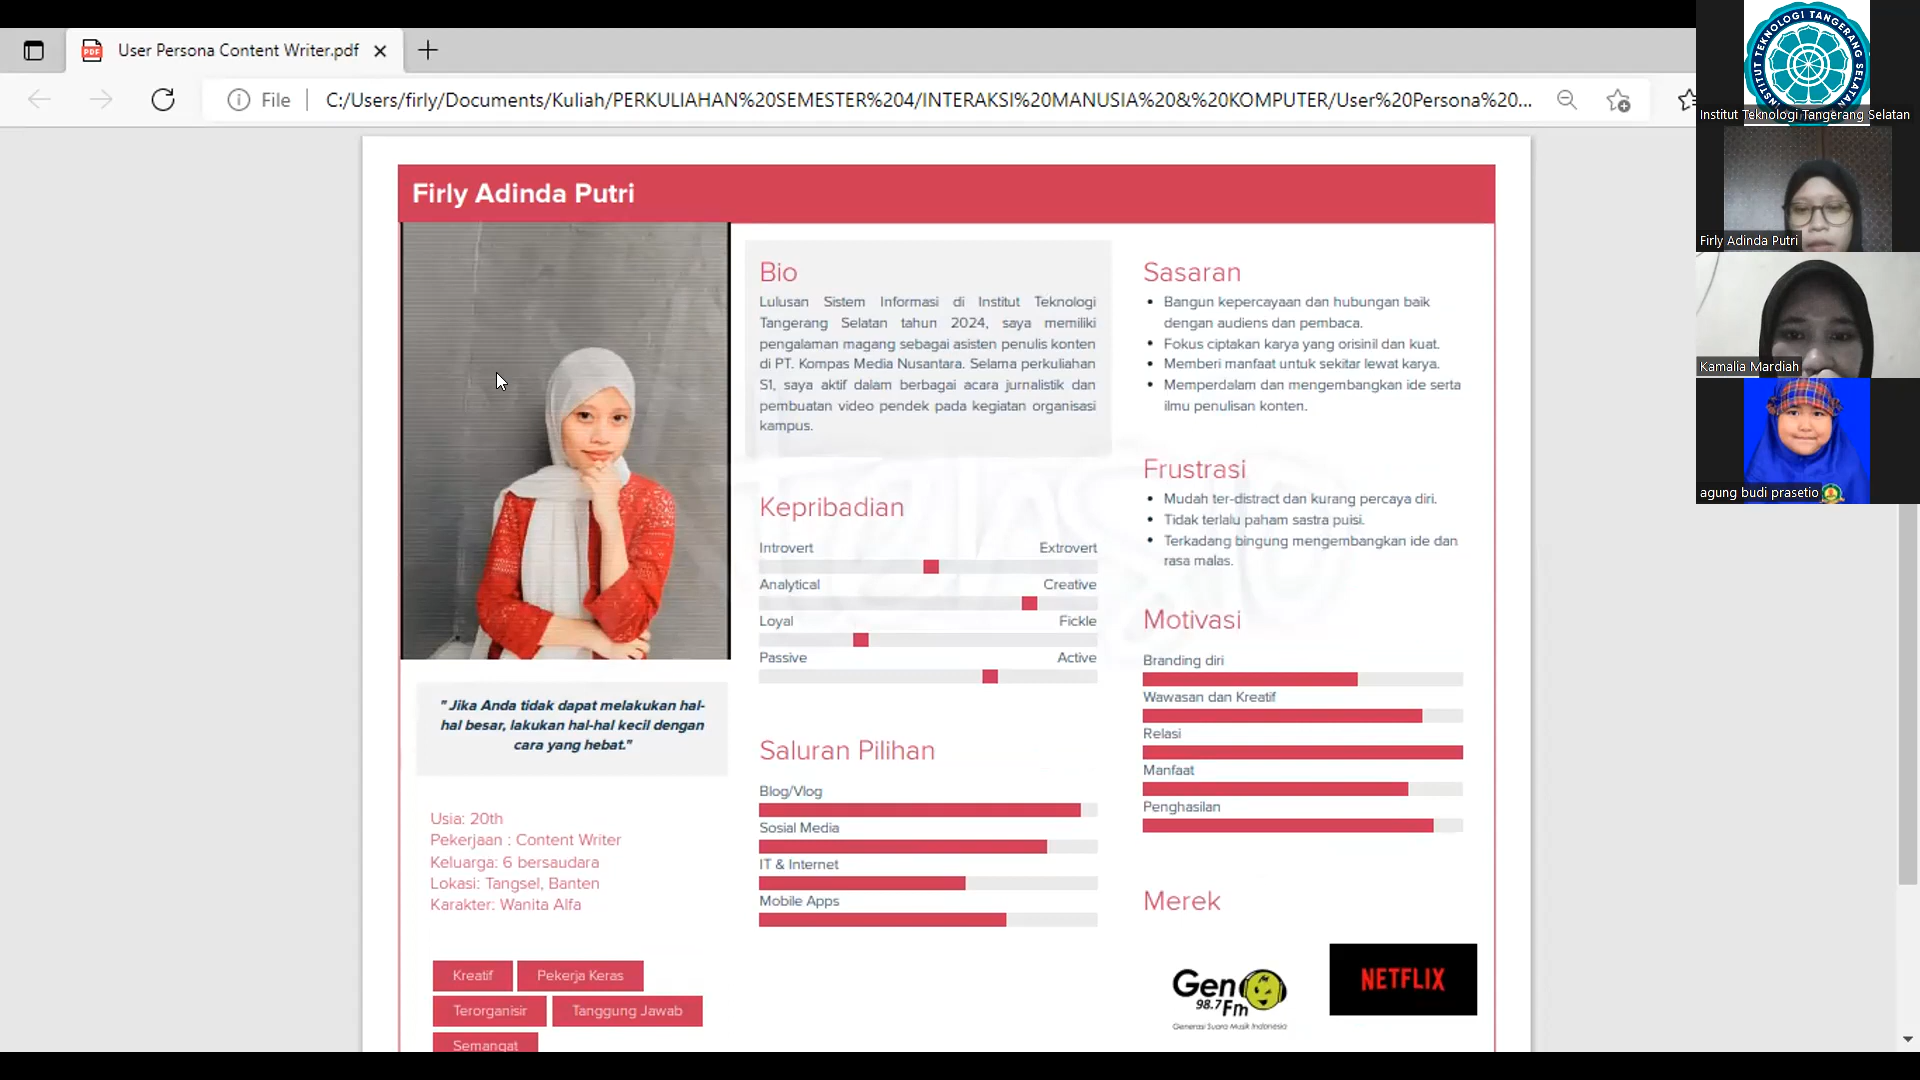 User Persona Content Writer.pdf
File
C:/Users/firly/Documents/Kuliah/PERKULIAHAN%20SEMESTER%204/INTERAKSI%20MANUSIA%20&%20KOMPUTER/User%20Persona%20...
Firly Adinda Putri
" Jika Anda tidak dapat melakukan hal-
hal besar, lakukan hal-hal kecil dengan
cara yang hebat."
Usia: 20th
Pekerjaan : Content Writer
Keluarga: 6 bersaudara
Lokasi: Tangsel, Banten
Karakter: Wanita Alfa
Kreatif
Pekerja Keras
Terorganisir
Tanggung Jawab
Semangat
Bio
Lulusan Sistem Informasi di Institut Teknologi
Tangerang Selatan tahun 2024, saya memiliki
pengalaman magang sebagai asisten penulis konten
di PT. Kompas Media Nusantara. Selama perkuliahan
S1, saya aktif dalam berbagai acara jurnalistik dan
pembuatan video pendek pada kegiatan organisasi
kampus.
Kepribadian
Introvert Extrovert
Analytical Creative
Loyal Fickle
Passive Active
Saluran Pilihan
Blog/Vlog
Sosial Media
IT & Internet
Mobile Apps
Sasaran
• Bangun kepercayaan dan hubungan baik
dengan audiens dan pembaca.
• Fokus ciptakan karya yang orisinil dan kuat.
• Memberi manfaat untuk sekitar lewat karya.
• Memperdalam dan mengembangkan ide serta
ilmu penulisan konten.
Frustrasi
• Mudah ter-distract dan kurang percaya diri.
• Tidak terlalu paham sastra puisi.
• Terkadang bingung mengembangkan ide dan
rasa malas.
Motivasi
Branding diri
Wawasan dan Kreatif
Relasi
Manfaat
Penghasilan
Merek
Gen
98.7 Fm
Generasi Suara Musik Indonesia
NETFLIX
INSTITUT TEKNOLOGI TANGERANG SELATAN
Institut Teknologi Tangerang Selatan
Firly Adinda Putri
Kamalia Mardiah
agung budi prasetio